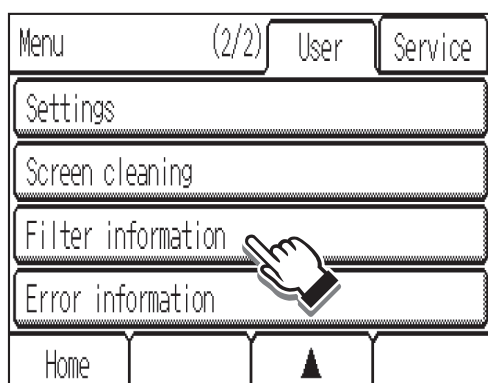 Menu (2/2) User Service
Settings
Screen cleaning
Filter information
Error information
Home